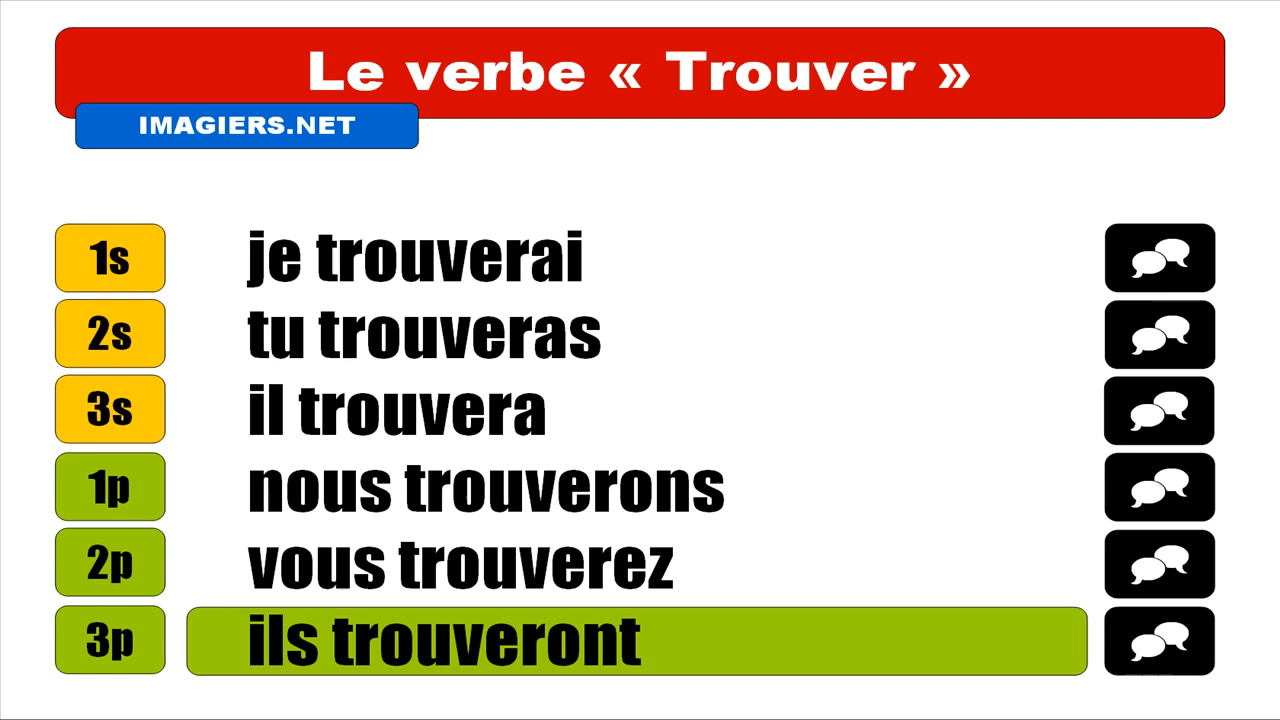 Le verbe « Trouver »
IMAGIERS.NET
1s je trouverai
2s tu trouveras
3s il trouvera
1p nous trouverons
2p vous trouverez
3p ils trouveront